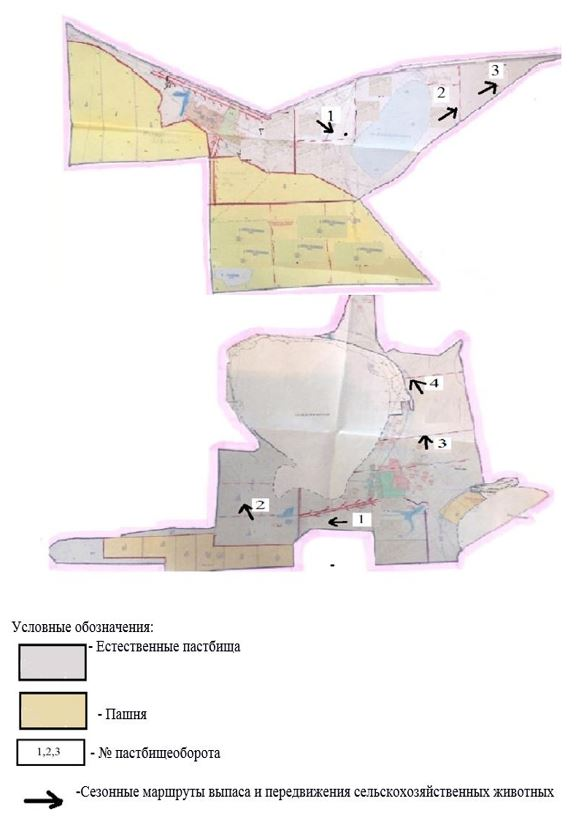 1
2
3
4
3
2
1
Условные обозначения:
- Естественные пастбища
- Пашня
1,2,3 - № пастбищеоборота
-Сезонные маршруты выпаса и передвижения сельскохозяйственных животных